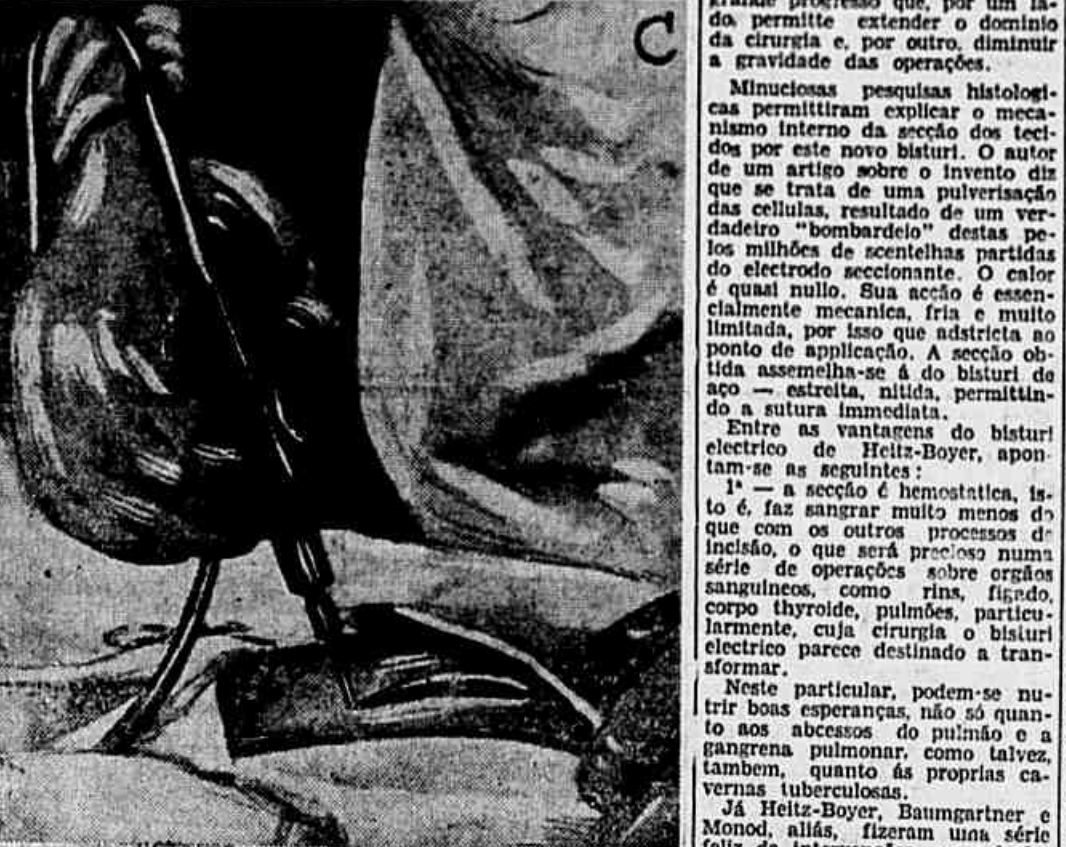 C
grande progresso que, por um la-
do, permitte extender o dominio
da cirurgia e, por outro, diminuir
a gravidade das operações.
Minuciosas pesquisas histologi-
cas permittiram explicar o meca-
nismo interno da secção dos teci-
dos por este novo bisturi. O autor
de um artigo sobre o invento diz
que se trata de uma pulverisação
das cellulas, resultado de um ver-
dadeiro "bombardeio" destas pe-
los milhões de scentelhas partidas
do electrodo seccionante. O calor
é quasi nullo. Sua acção é essen-
cialmente mecanica, fria e muito
limitada, por isso que adstricta ao
ponto de applicação. A secção ob-
tida assemelha-se á do bisturi de
aço — estreita, nitida, permittin-
do a sutura immediata.
Entre as vantagens do bisturi
electrico de Heitz-Boyer, apon-
tam-se as seguintes:
1ª — a secção é hemostatica, is-
to é, faz sangrar muito menos do
que com os outros processos de
incisão, o que será precioso numa
série de operações sobre orgãos
sanguineos, como rins, figado,
corpo thyroide, pulmões, particu-
larmente, cuja cirurgia o bisturi
electrico parece destinado a tran-
sformar.
Neste particular, podem-se nu-
trir boas esperanças, não só quan-
to aos abcessos do pulmão e a
gangrena pulmonar, como talvez,
tambem, quanto ás proprias ca-
vernas tuberculosas.
Já Heitz-Boyer, Baumgartner e
Monod, aliás, fizeram uma série
feliz de